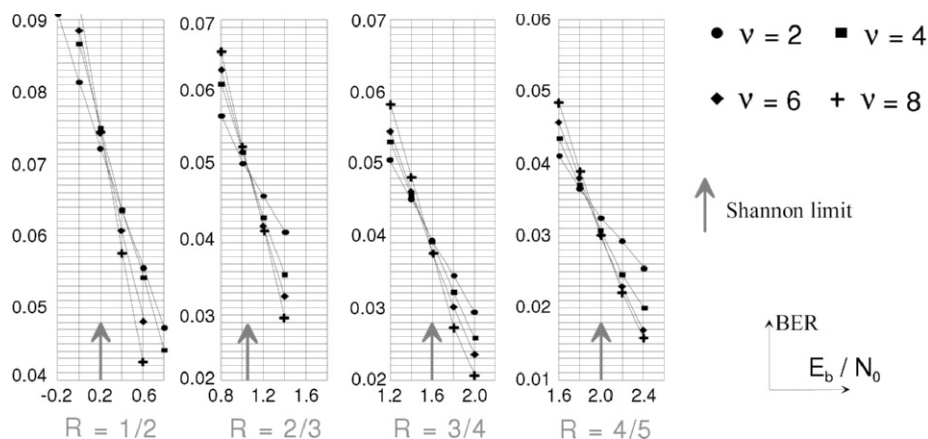 0.09
0.08
0.07
0.06
0.05
0.04
-0.2 0.2 0.6
R = 1/2
0.07
0.06
0.05
0.04
0.03
0.02
0.8 1.2 1.6
R = 2/3
0.06
0.05
0.04
0.03
0.02
1.2 1.6 2.0
R = 3/4
0.06
0.05
0.04
0.03
0.02
0.01
1.6 2.0 2.4
R = 4/5
ν = 2 ν = 4
ν = 6 ν = 8
Shannon limit
BER
E_b / N_0